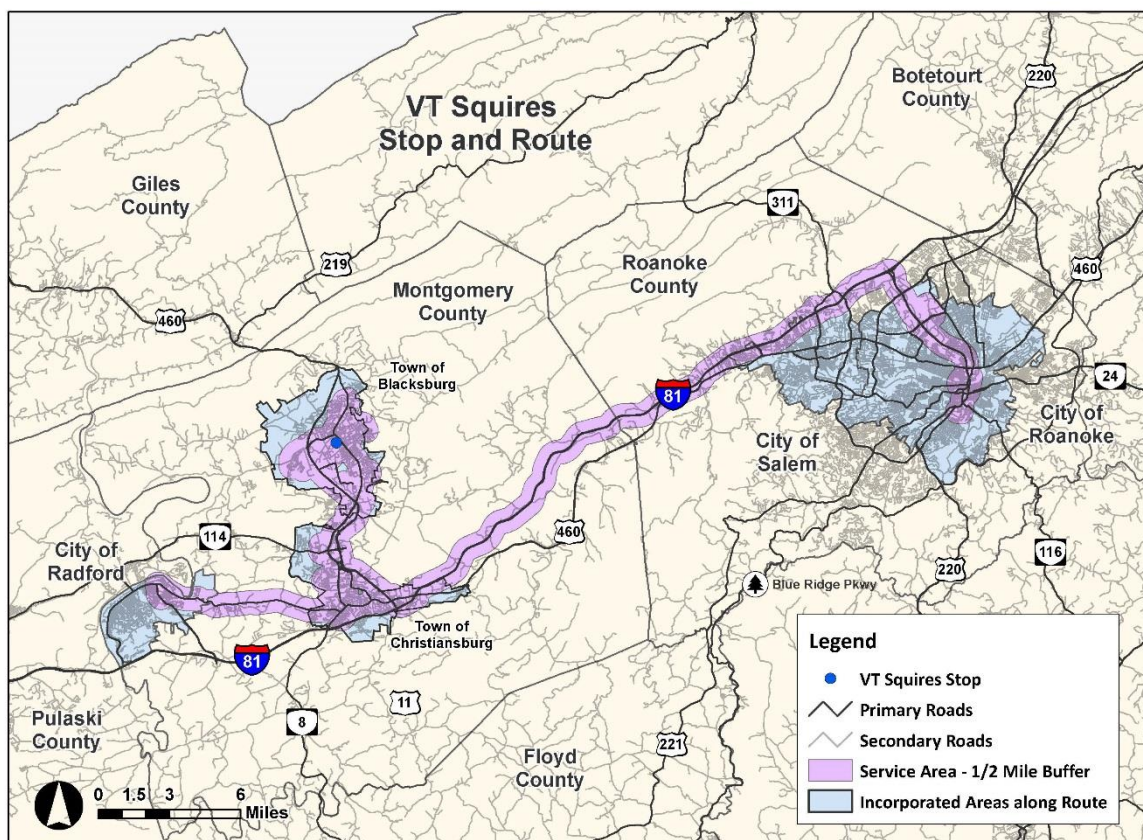 Botetourt
County
220
VT Squires
Stop and Route
Giles
County
311
219
Roanoke
County
460
Montgomery
County
460
Town of
Blacksburg
81
24
City of
Roanoke
City of
Salem
114
460
City of
Radford
116
220
Blue Ridge Pkwy
Town of
Christiansburg
81
11
8
Pulaski
County
Floyd
County
221
0 1.5 3 6
Miles
Legend
VT Squires Stop
Primary Roads
Secondary Roads
Service Area - 1/2 Mile Buffer
Incorporated Areas along Route